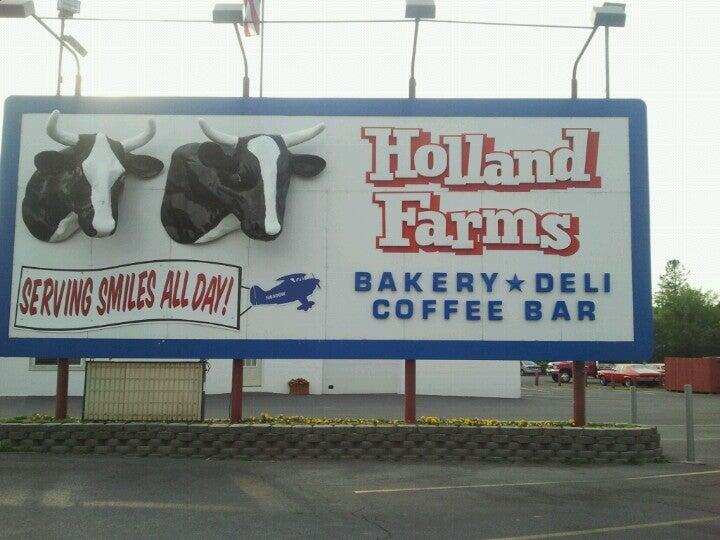 Holland
Farms
BAKERY★DELI
COFFEE BAR
SERVING SMILES ALL DAY!